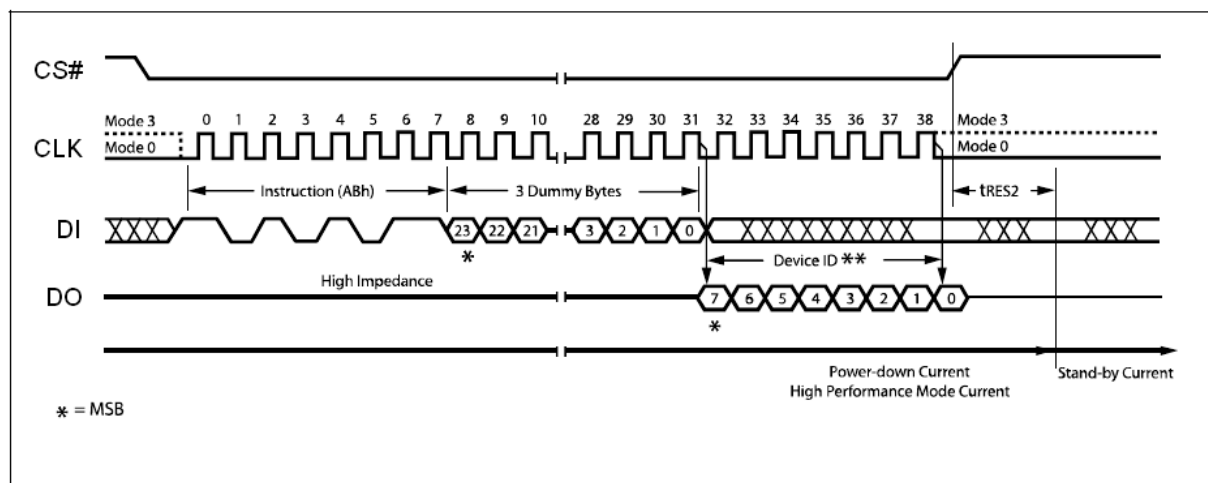 CS#
Mode 3 0 1 2 3 4 5 6 7 8 9 10 28 29 30 31 32 33 34 35 36 37 38 Mode 3
CLK Mode 0 Mode 0
Instruction (ABh) 3 Dummy Bytes tRES2
DI 23 22 21 3 2 1 0
* Device ID **
High Impedance
DO 7 6 5 4 3 2 1 0
*
Power-down Current Stand-by Current
High Performance Mode Current
* = MSB